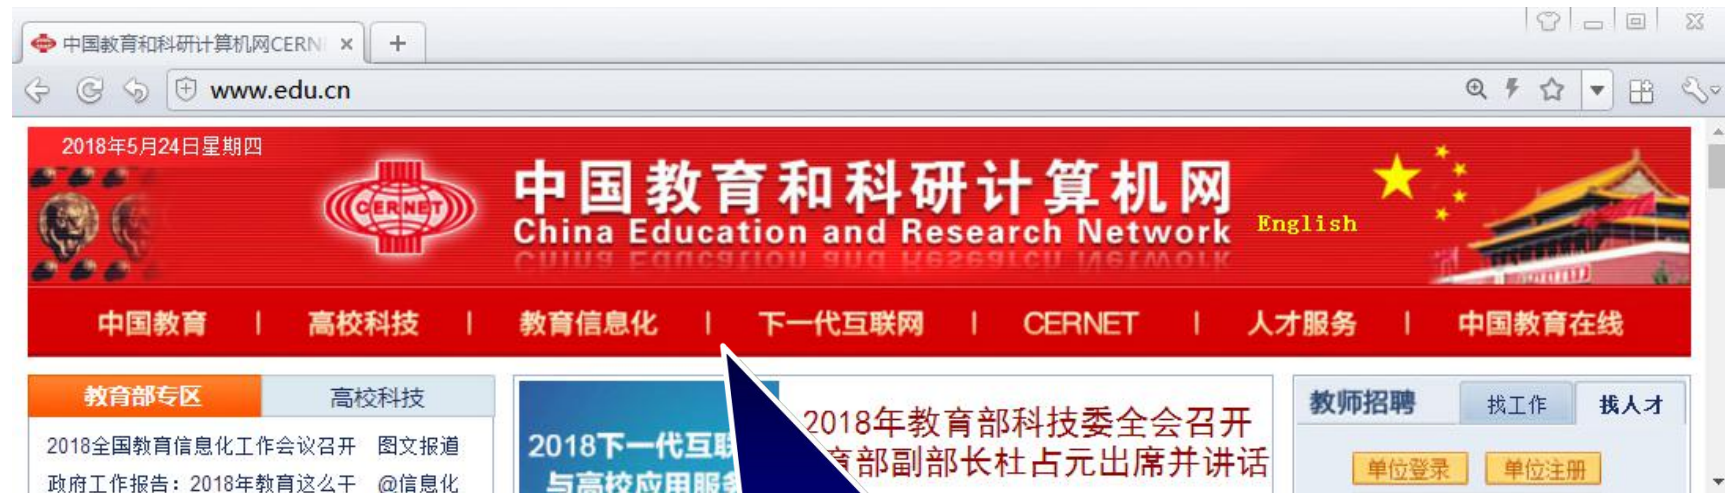 中国教育和科研计算机网CERN
www.edu.cn
2018年5月24日星期四
CERNET
中国教育和科研计算机网
China Education and Research Network
English
中国教育 | 高校科技 | 教育信息化 | 下一代互联网 | CERNET | 人才服务 | 中国教育在线
教育部专区 高校科技
2018全国教育信息化工作会议召开 图文报道
政府工作报告：2018年教育这么干 @信息化
2018下一代互联
与高校应用服务
2018年教育部科技委全会召开
育部副部长杜占元出席并讲话
教师招聘 找工作 找人才
单位登录 单位注册